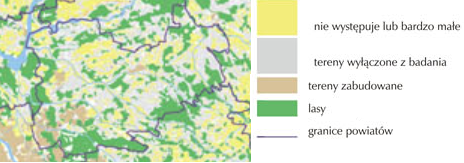 nie występuje lub bardzo małe
tereny wyłączone z badania
tereny zabudowane
lasy
granice powiatów